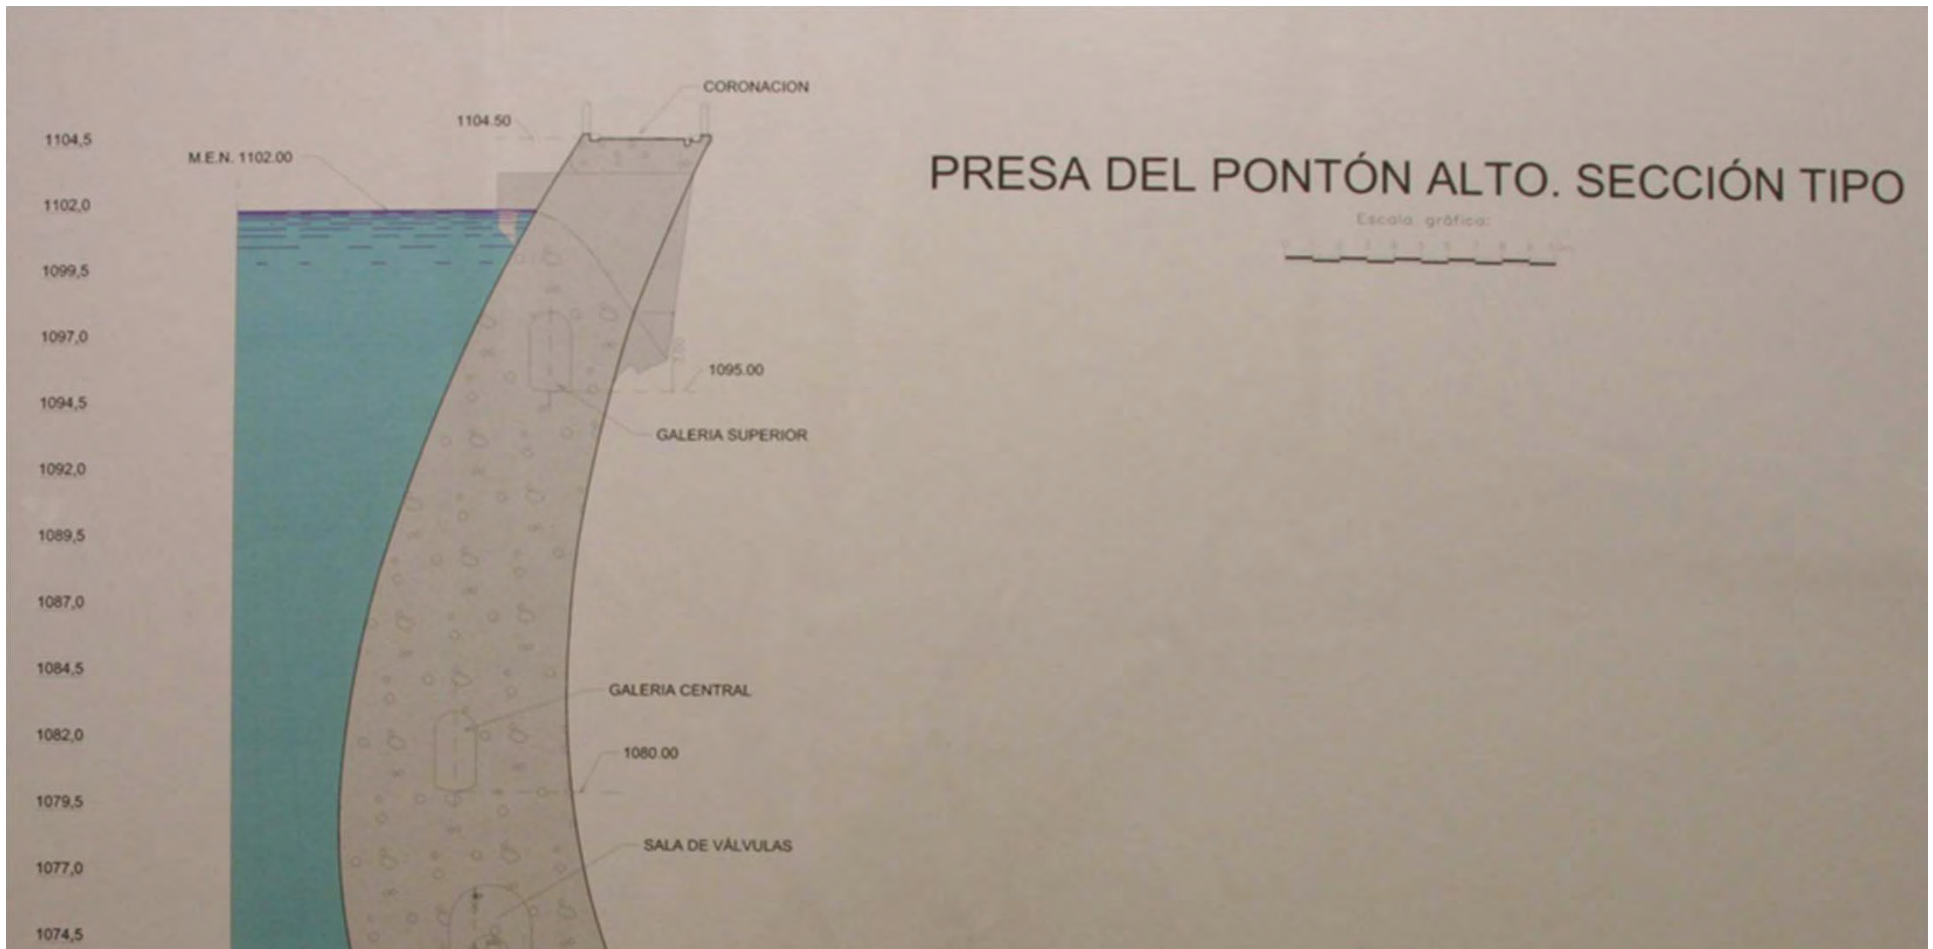 CORONACION
1104.50
1104,5
M.E.N. 1102.00
PRESA DEL PONTÓN ALTO. SECCIÓN TIPO
1102,0
Escala gráfica:
1099,5
1097,0
1095.00
1094,5
GALERIA SUPERIOR
1092,0
1089,5
1087,0
1084,5
GALERIA CENTRAL
1082,0
1080.00
1079,5
SALA DE VÁLVULAS
1077,0
1074,5